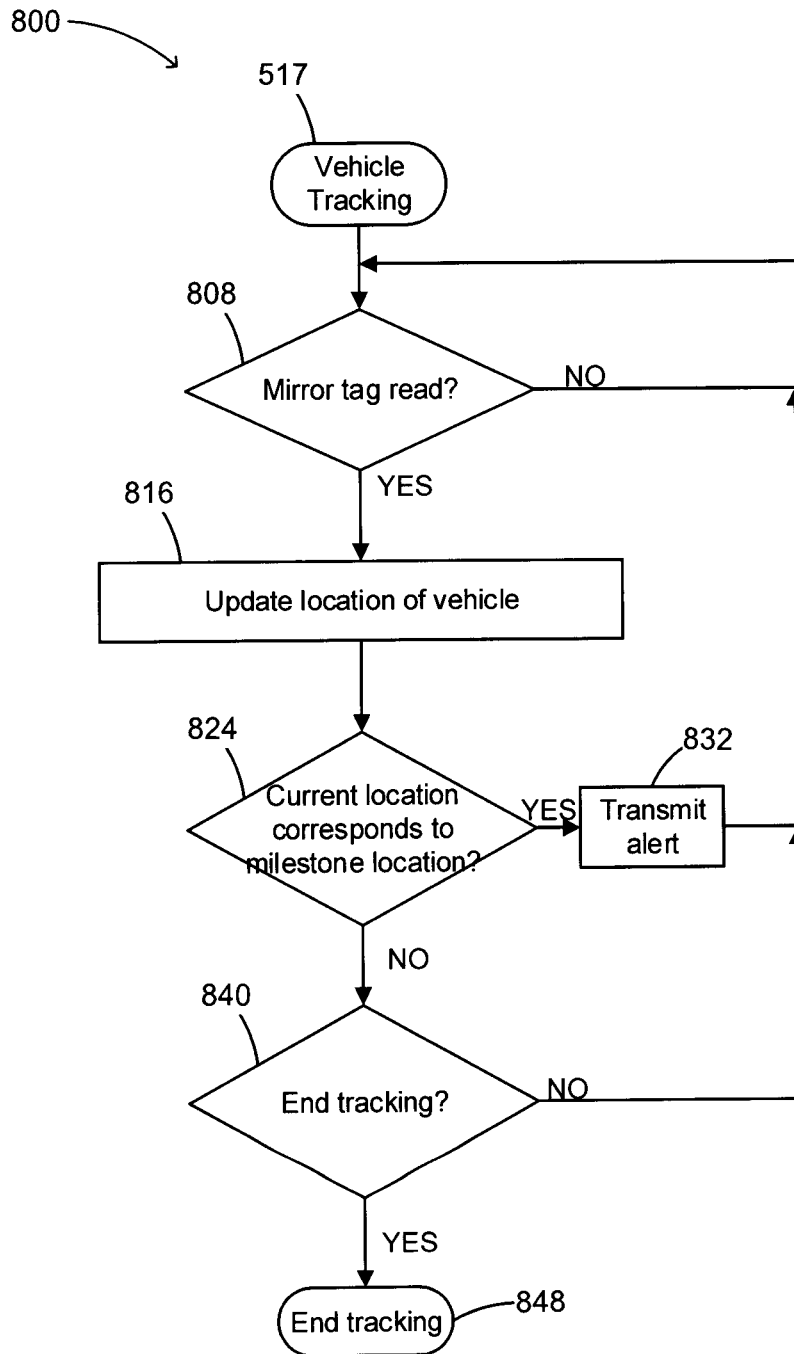 800
517
Vehicle
Tracking
808
Mirror tag read?
NO
YES
816
Update location of vehicle
824
832
Current location
corresponds to
milestone location?
YES
Transmit
alert
NO
840
End tracking?
NO
YES
End tracking
848